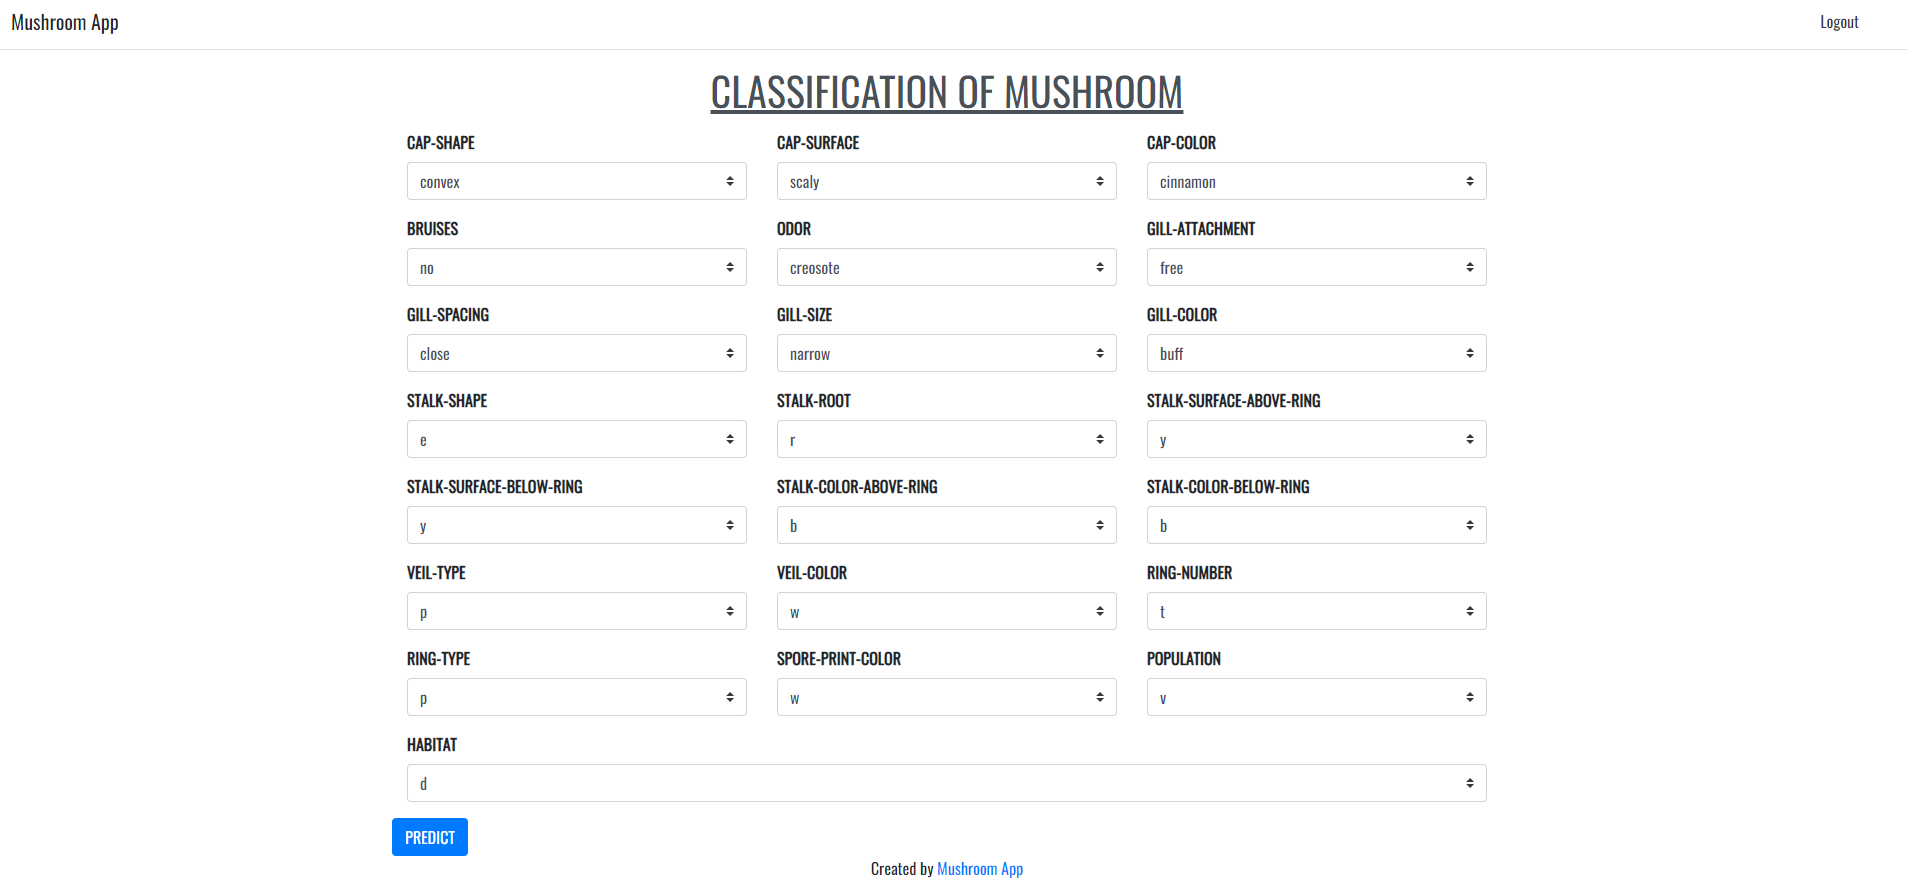 Mushroom App Logout
CLASSIFICATION OF MUSHROOM
CAP-SHAPE CAP-SURFACE CAP-COLOR
convex scaly cinnamon
BRUISES ODOR GILL-ATTACHMENT
no creosote free
GILL-SPACING GILL-SIZE GILL-COLOR
close narrow buff
STALK-SHAPE STALK-ROOT STALK-SURFACE-ABOVE-RING
e r y
STALK-SURFACE-BELOW-RING STALK-COLOR-ABOVE-RING STALK-COLOR-BELOW-RING
y b b
VEIL-TYPE VEIL-COLOR RING-NUMBER
p w t
RING-TYPE SPORE-PRINT-COLOR POPULATION
p w v
HABITAT
d
PREDICT
Created by Mushroom App